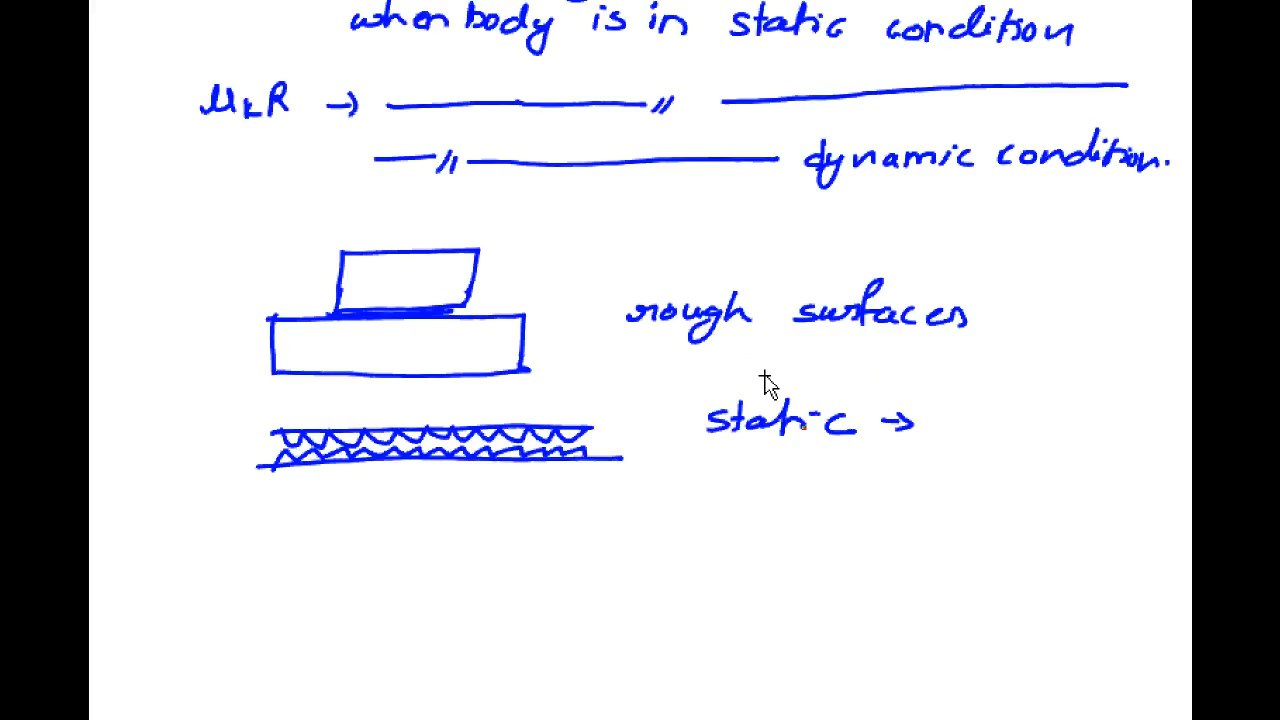 when body is in static condition
μₖR → —— " ——
— " —— dynamic condition.
rough surfaces
static →